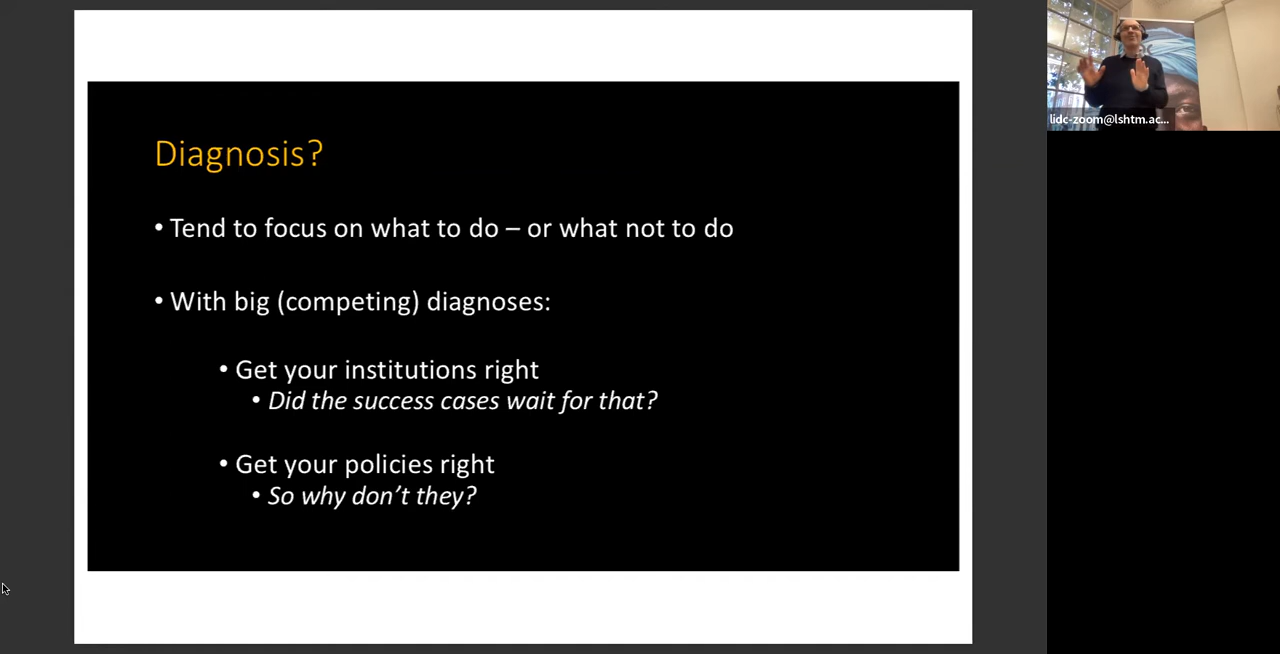 Diagnosis?
• Tend to focus on what to do – or what not to do
• With big (competing) diagnoses:
• Get your institutions right
• Did the success cases wait for that?
• Get your policies right
• So why don’t they?
lidc-zoom@lshtm.ac...